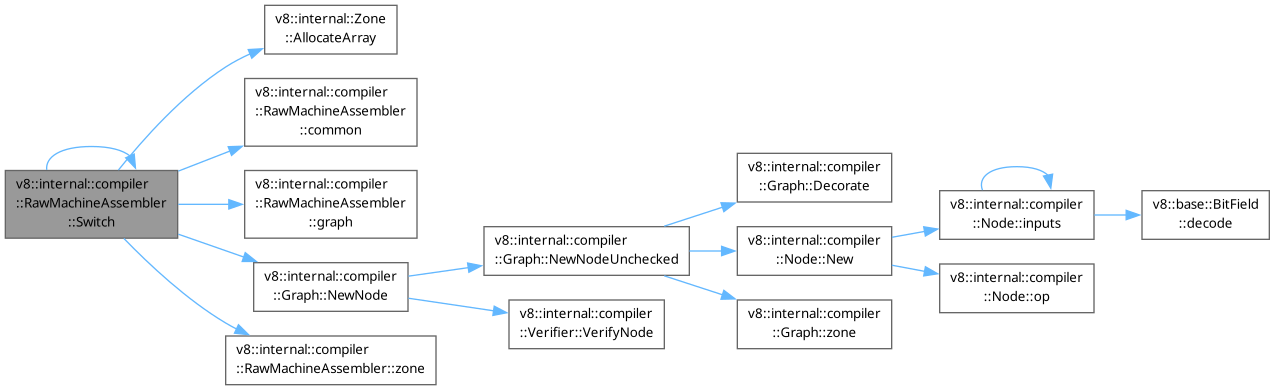 v8::internal::Zone
::AllocateArray
v8::internal::compiler
::RawMachineAssembler
::common
v8::internal::compiler
::RawMachineAssembler
::Switch
v8::internal::compiler
::RawMachineAssembler
::graph
v8::internal::compiler
::Graph::NewNode
v8::internal::compiler
::RawMachineAssembler::zone
v8::internal::compiler
::Graph::NewNodeUnchecked
v8::internal::compiler
::Verifier::VerifyNode
v8::internal::compiler
::Graph::Decorate
v8::internal::compiler
::Node::New
v8::internal::compiler
::Graph::zone
v8::internal::compiler
::Node::inputs
v8::internal::compiler
::Node::op
v8::base::BitField
::decode